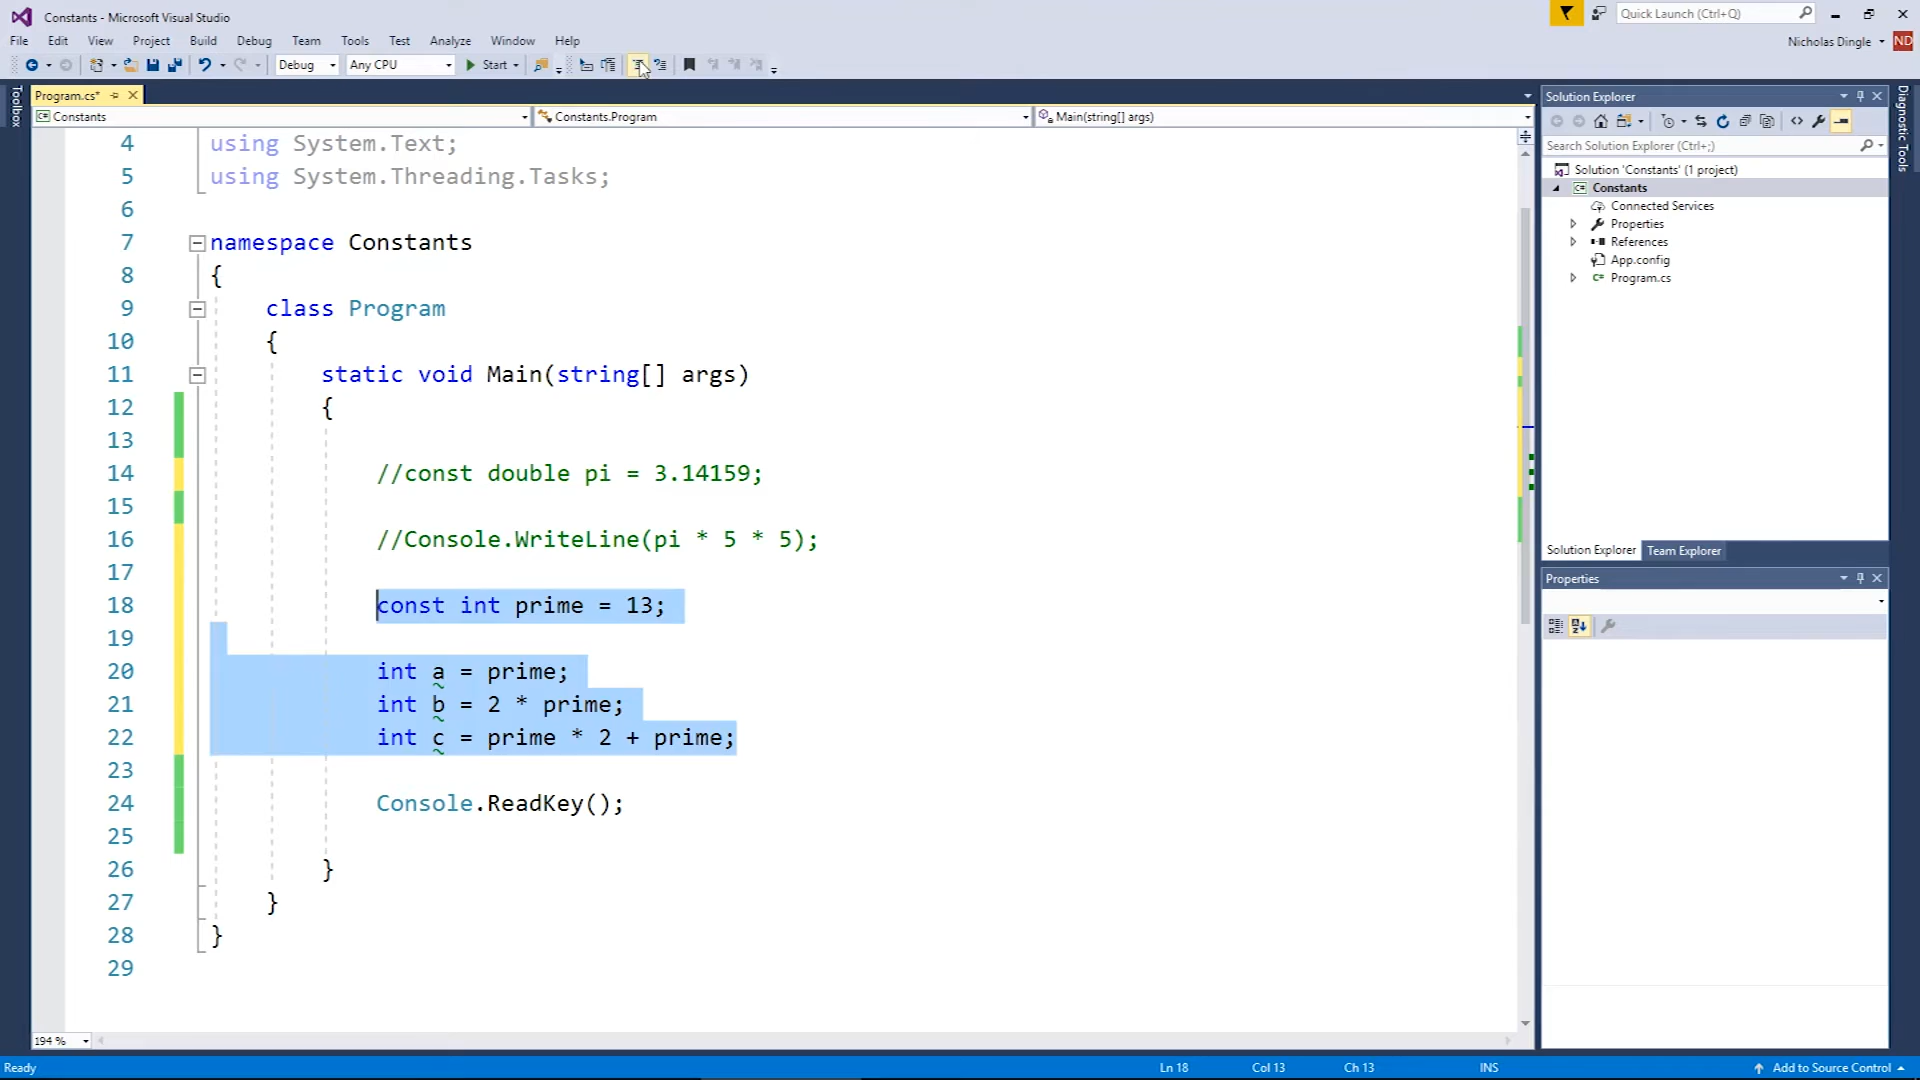 Constants - Microsoft Visual Studio
Quick Launch (Ctrl+Q)
File Edit View Project Build Debug Team Tools Test Analyze Window Help
Nicholas Dingle ND
Debug Any CPU Start
Toolbox
Program.cs*
Constants Constants.Program Main(string[] args)
4 using System.Text;
5 using System.Threading.Tasks;
6
7 namespace Constants
8 {
9 class Program
10 {
11 static void Main(string[] args)
12 {
13
14 //const double pi = 3.14159;
15
16 //Console.WriteLine(pi * 5 * 5);
17
18 const int prime = 13;
19
20 int a = prime;
21 int b = 2 * prime;
22 int c = prime * 2 + prime;
23
24 Console.ReadKey();
25
26 }
27 }
28 }
29
194 %
Solution Explorer
Search Solution Explorer (Ctrl+;)
Solution 'Constants' (1 project)
C# Constants
Connected Services
Properties
References
App.config
C# Program.cs
Solution Explorer Team Explorer
Properties
Diagnostic Tools
Ready Ln 18 Col 13 Ch 13 INS Add to Source Control